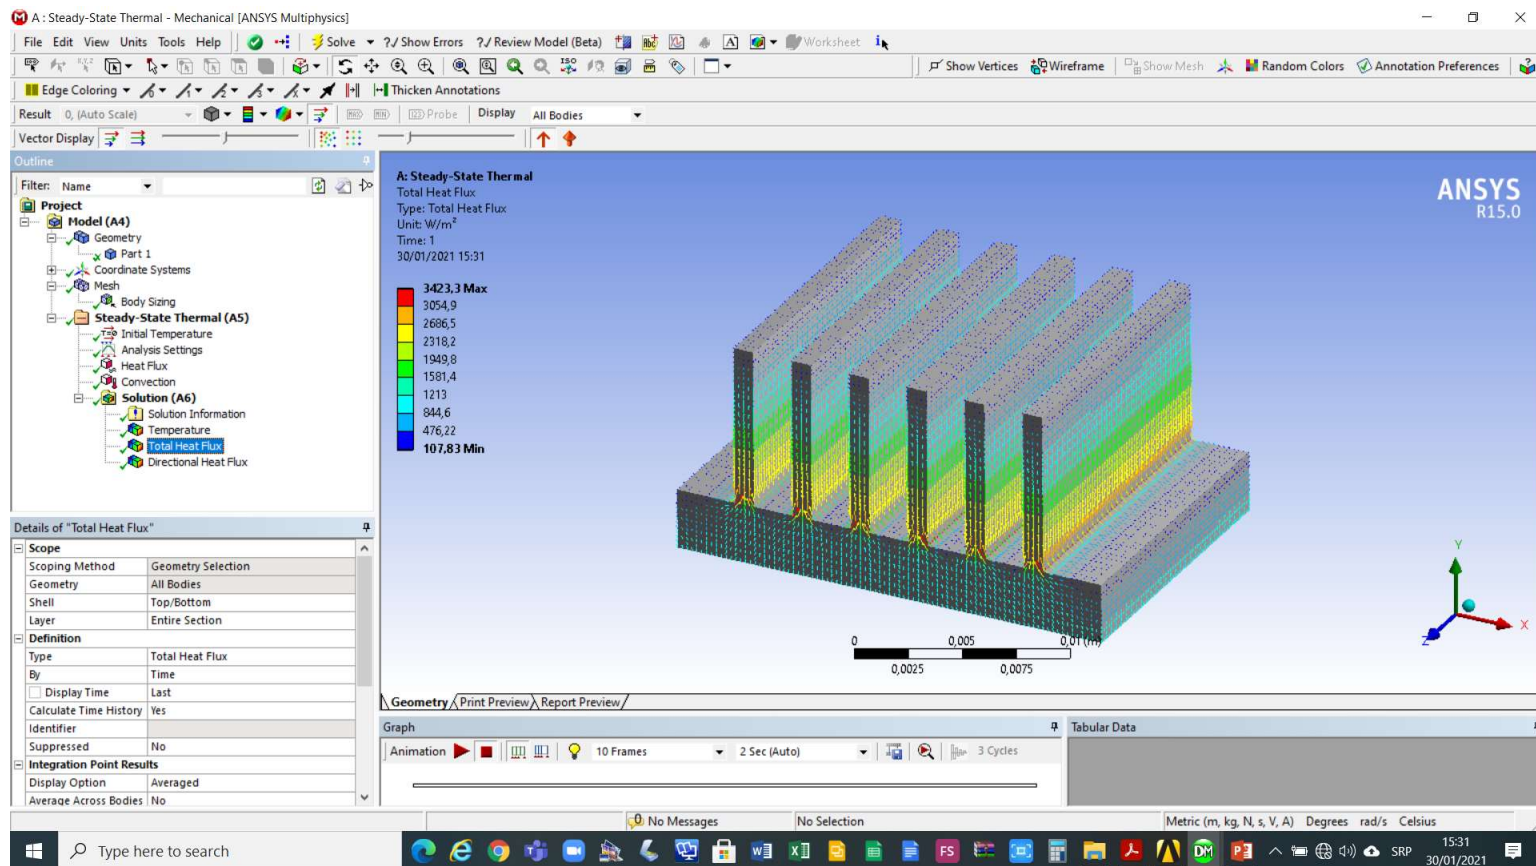 A : Steady-State Thermal - Mechanical [ANSYS Multiphysics]
File Edit View Units Tools Help Solve ?/ Show Errors ?/ Review Model (Beta) Worksheet
Show Vertices Wireframe Show Mesh Random Colors Annotation Preferences
Edge Coloring Thicken Annotations
Result 0, (Auto Scale) Probe Display All Bodies
Vector Display
Outline
Filter: Name
Project
Model (A4)
Geometry
Part 1
Coordinate Systems
Mesh
Body Sizing
Steady-State Thermal (A5)
Initial Temperature
Analysis Settings
Heat Flux
Convection
Solution (A6)
Solution Information
Temperature
Total Heat Flux
Directional Heat Flux
Details of "Total Heat Flux"
Scope
Scoping Method Geometry Selection
Geometry All Bodies
Shell Top/Bottom
Layer Entire Section
Definition
Type Total Heat Flux
By Time
Display Time Last
Calculate Time History Yes
Identifier
Suppressed No
Integration Point Results
Display Option Averaged
Average Across Bodies No
A: Steady-State Thermal
Total Heat Flux
Type: Total Heat Flux
Unit: W/m²
Time: 1
30/01/2021 15:31
3423,3 Max
3054,9
2686,5
2318,2
1949,8
1581,4
1213
844,6
476,22
107,83 Min
ANSYS
R15.0
0 0,005 0,01 (m)
0,0025 0,0075
Y
X
Z
Geometry Print Preview Report Preview
Graph
Animation 10 Frames 2 Sec (Auto) 3 Cycles
Tabular Data
0 No Messages No Selection Metric (m, kg, N, s, V, A) Degrees rad/s Celsius
Type here to search
SRP
15:31
30/01/2021